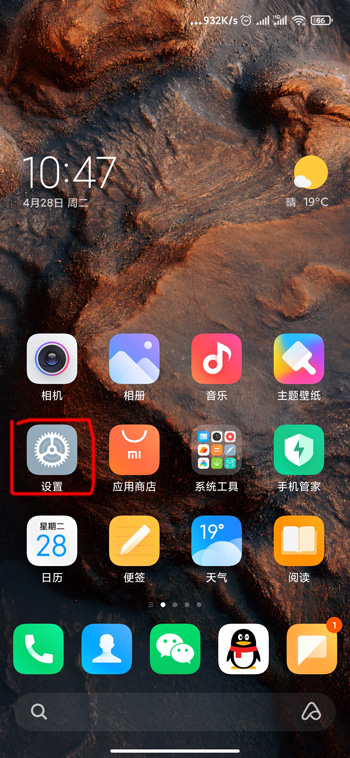 ...932K/s
66
10:47
4月28日 周二
晴 19°C
相机
相册
音乐
主题壁纸
设置
mi
应用商店
系统工具
手机管家
星期二
28
日历
便签
19°
天气
阅读
1